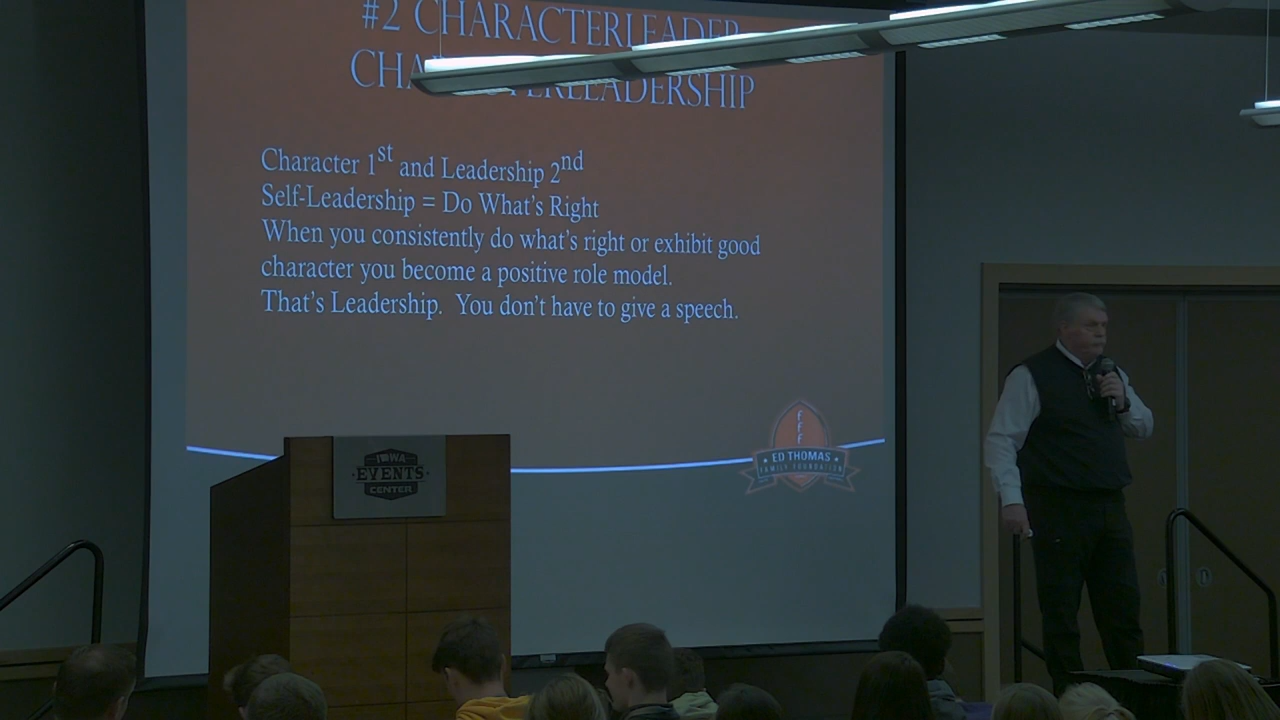 #2 CHARACTERLEADER
CHARACTERLEADERSHIP
Character 1st and Leadership 2nd
Self-Leadership = Do What's Right
When you consistently do what's right or exhibit good
character you become a positive role model.
That's Leadership. You don't have to give a speech.
FFF
ED THOMAS
FAMILY FOUNDATION
IOWA
EVENTS
CENTER